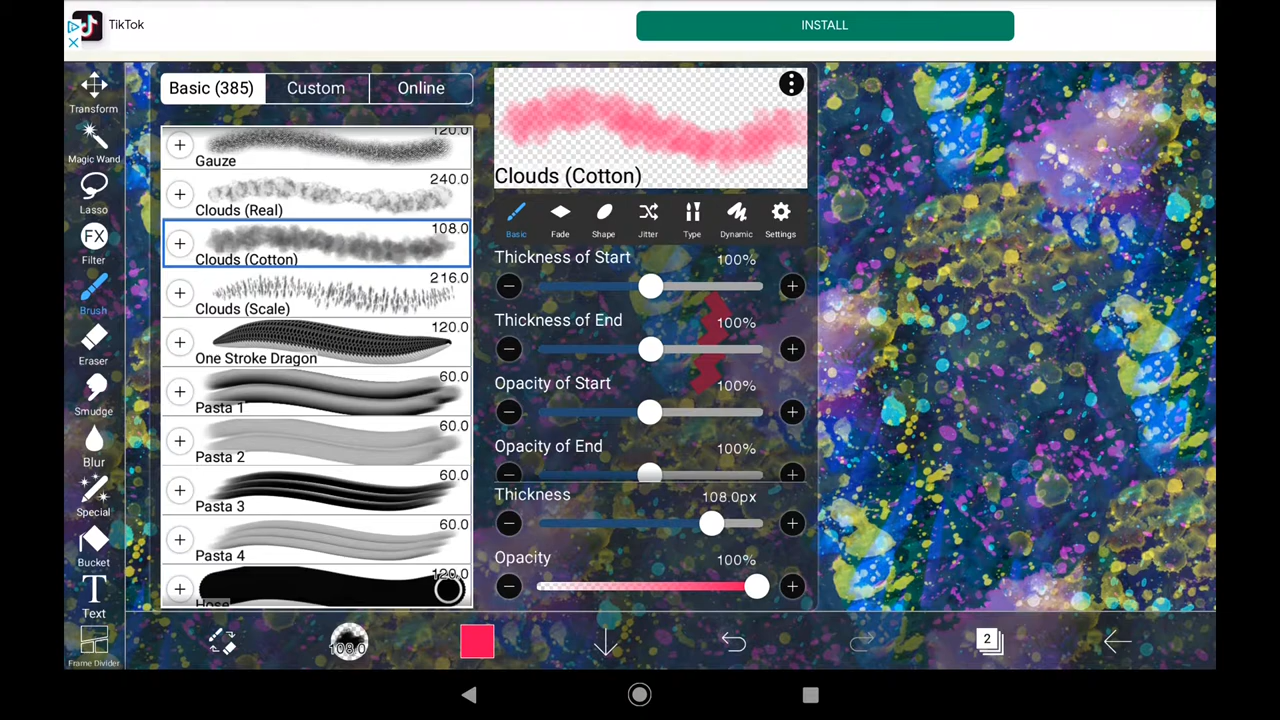 TikTok
INSTALL
Transform
Magic Wand
Lasso
FX
Filter
Brush
Eraser
Smudge
Blur
Special
Bucket
T
Text
Frame Divider
Basic (385)
Custom
Online
120.0
Gauze
240.0
Clouds (Real)
108.0
Clouds (Cotton)
216.0
Clouds (Scale)
120.0
One Stroke Dragon
60.0
Pasta 1
60.0
Pasta 2
60.0
Pasta 3
60.0
Pasta 4
120.0
Hose
Clouds (Cotton)
Basic
Fade
Shape
Jitter
Type
Dynamic
Settings
Thickness of Start
100%
Thickness of End
100%
Opacity of Start
100%
Opacity of End
100%
Thickness
108.0px
Opacity
100%
108.0
2